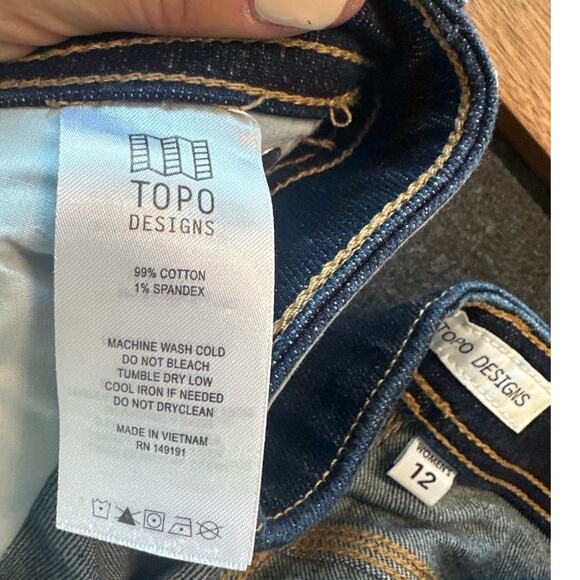 TOPO
DESIGNS
99% COTTON
1% SPANDEX
MACHINE WASH COLD
DO NOT BLEACH
TUMBLE DRY LOW
COOL IRON IF NEEDED
DO NOT DRYCLEAN
MADE IN VIETNAM
RN 149191
TOPO DESIGNS
WOMEN'S
12